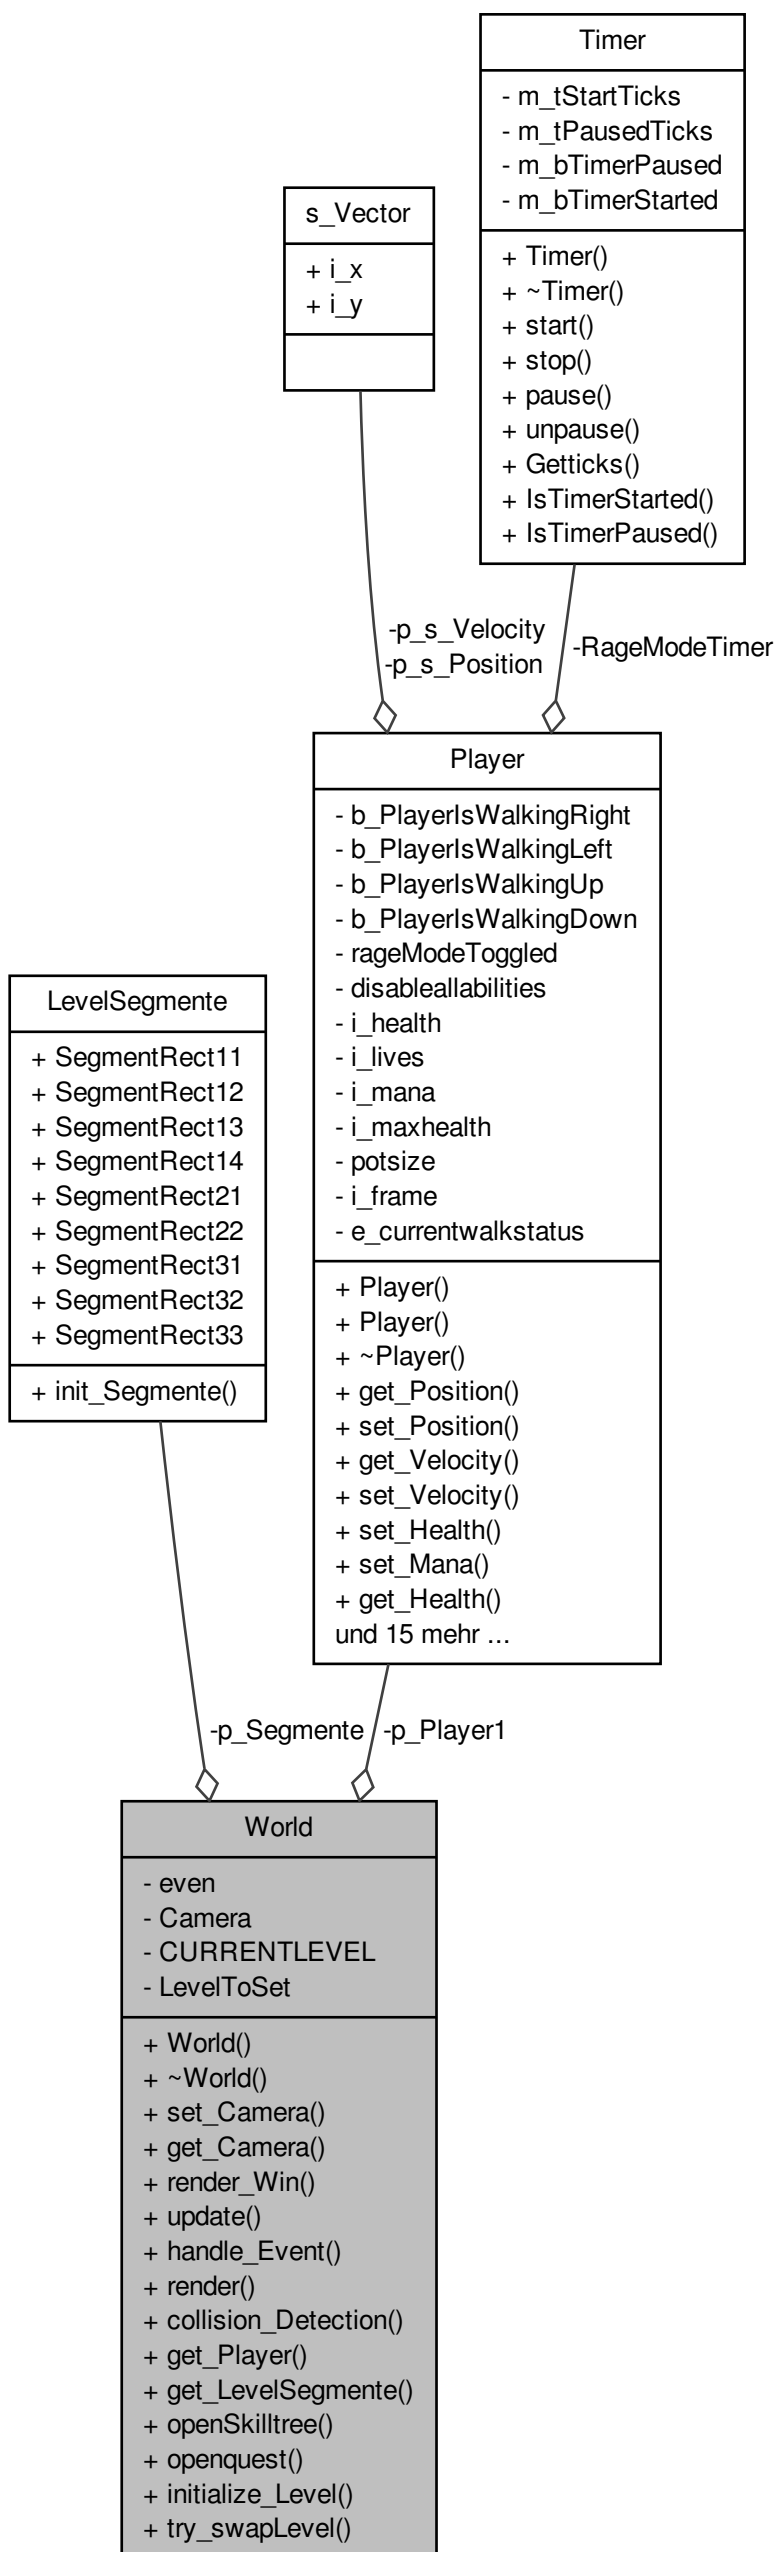 Timer
- m_tStartTicks
- m_tPausedTicks
- m_bTimerPaused
- m_bTimerStarted
+ Timer()
+ ~Timer()
+ start()
+ stop()
+ pause()
+ unpause()
+ Getticks()
+ IsTimerStarted()
+ IsTimerPaused()
s_Vector
+ i_x
+ i_y
-p_s_Velocity
-p_s_Position
-RageModeTimer
Player
- b_PlayerIsWalkingRight
- b_PlayerIsWalkingLeft
- b_PlayerIsWalkingUp
- b_PlayerIsWalkingDown
- rageModeToggled
- disableallabilities
- i_health
- i_lives
- i_mana
- i_maxhealth
- potsize
- i_frame
- e_currentwalkstatus
+ Player()
+ Player()
+ ~Player()
+ get_Position()
+ set_Position()
+ get_Velocity()
+ set_Velocity()
+ set_Health()
+ set_Mana()
+ get_Health()
und 15 mehr ...
LevelSegmente
+ SegmentRect11
+ SegmentRect12
+ SegmentRect13
+ SegmentRect14
+ SegmentRect21
+ SegmentRect22
+ SegmentRect31
+ SegmentRect32
+ SegmentRect33
+ init_Segmente()
-p_Segmente
-p_Player1
World
- even
- Camera
- CURRENTLEVEL
- LevelToSet
+ World()
+ ~World()
+ set_Camera()
+ get_Camera()
+ render_Win()
+ update()
+ handle_Event()
+ render()
+ collision_Detection()
+ get_Player()
+ get_LevelSegmente()
+ openSkilltree()
+ openquest()
+ initialize_Level()
+ try_swapLevel()